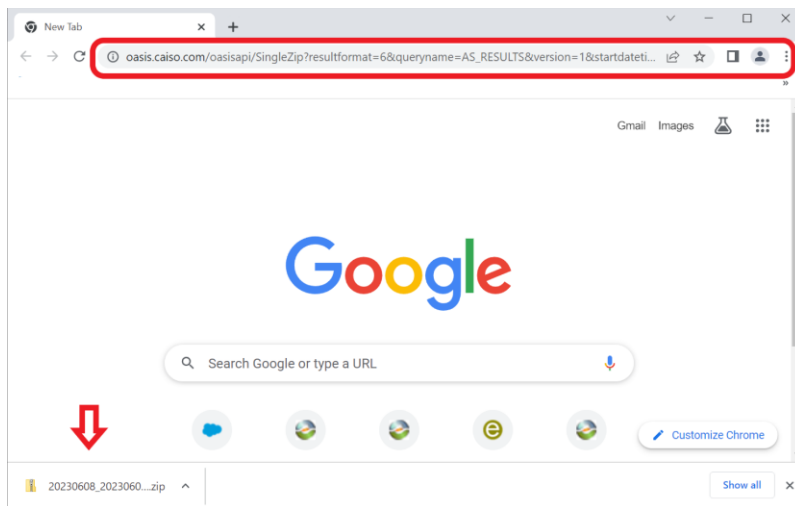 New Tab
oasis.caiso.com/oasisapi/SingleZip?resultformat=6&queryname=AS_RESULTS&version=1&startdateti...
Gmail Images
Google
Search Google or type a URL
Customize Chrome
20230608_2023060....zip
Show all